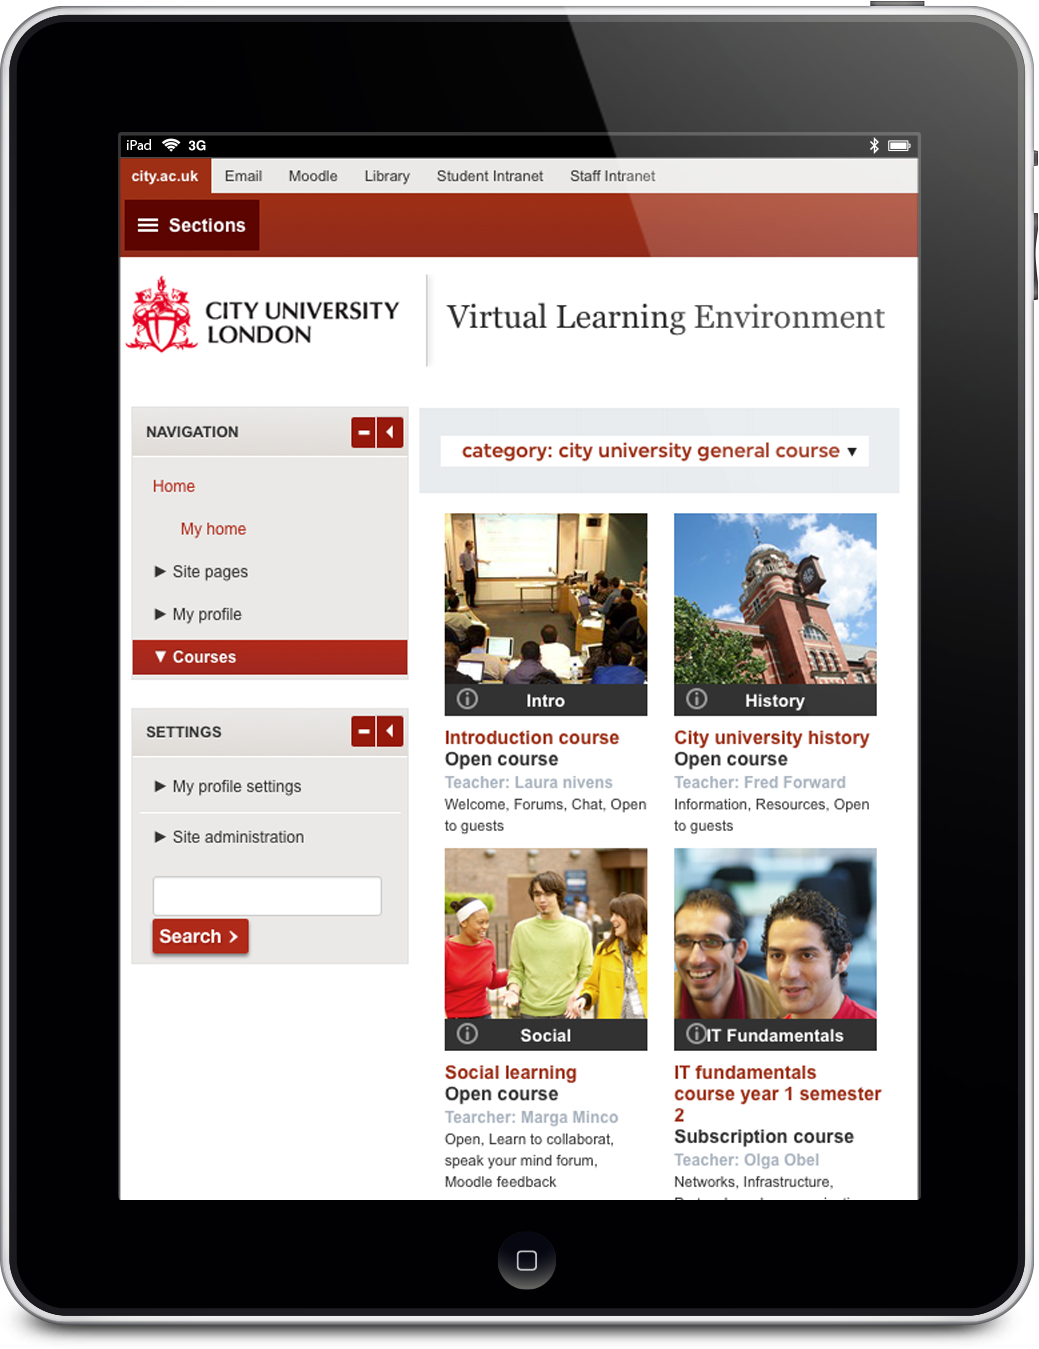 iPad 3G
city.ac.uk Email Moodle Library Student Intranet Staff Intranet
Sections
CITY UNIVERSITY
LONDON
Virtual Learning Environment
NAVIGATION
Home
My home
Site pages
My profile
Courses
SETTINGS
My profile settings
Site administration
Search
category: city university general course
Intro
Introduction course
Open course
Teacher: Laura nivens
Welcome, Forums, Chat, Open
to guests
History
City university history
Open course
Teacher: Fred Forward
Information, Resources, Open
to guests
Social
Social learning
Open course
Tearcher: Marga Minco
Open, Learn to collaborat,
speak your mind forum,
Moodle feedback
IT Fundamentals
IT fundamentals
course year 1 semester
2
Subscription course
Teacher: Olga Obel
Networks, Infrastructure,